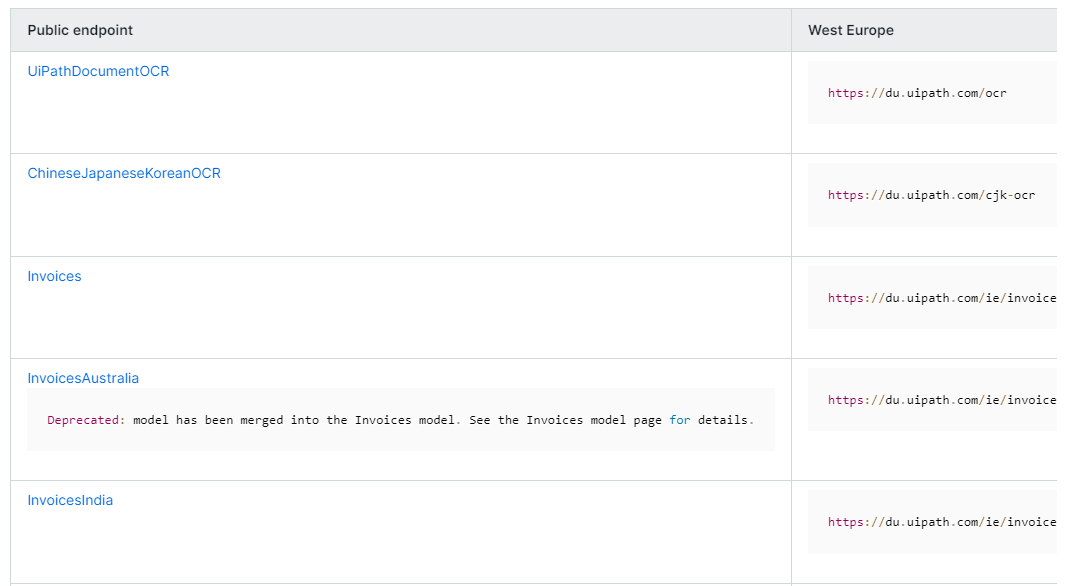 Public endpoint West Europe
UiPathDocumentOCR
https://du.uipath.com/ocr
ChineseJapaneseKoreanOCR
https://du.uipath.com/cjk-ocr
Invoices
https://du.uipath.com/ie/invoice
InvoicesAustralia
https://du.uipath.com/ie/invoice
Deprecated: model has been merged into the Invoices model. See the Invoices model page for details.
InvoicesIndia
https://du.uipath.com/ie/invoice